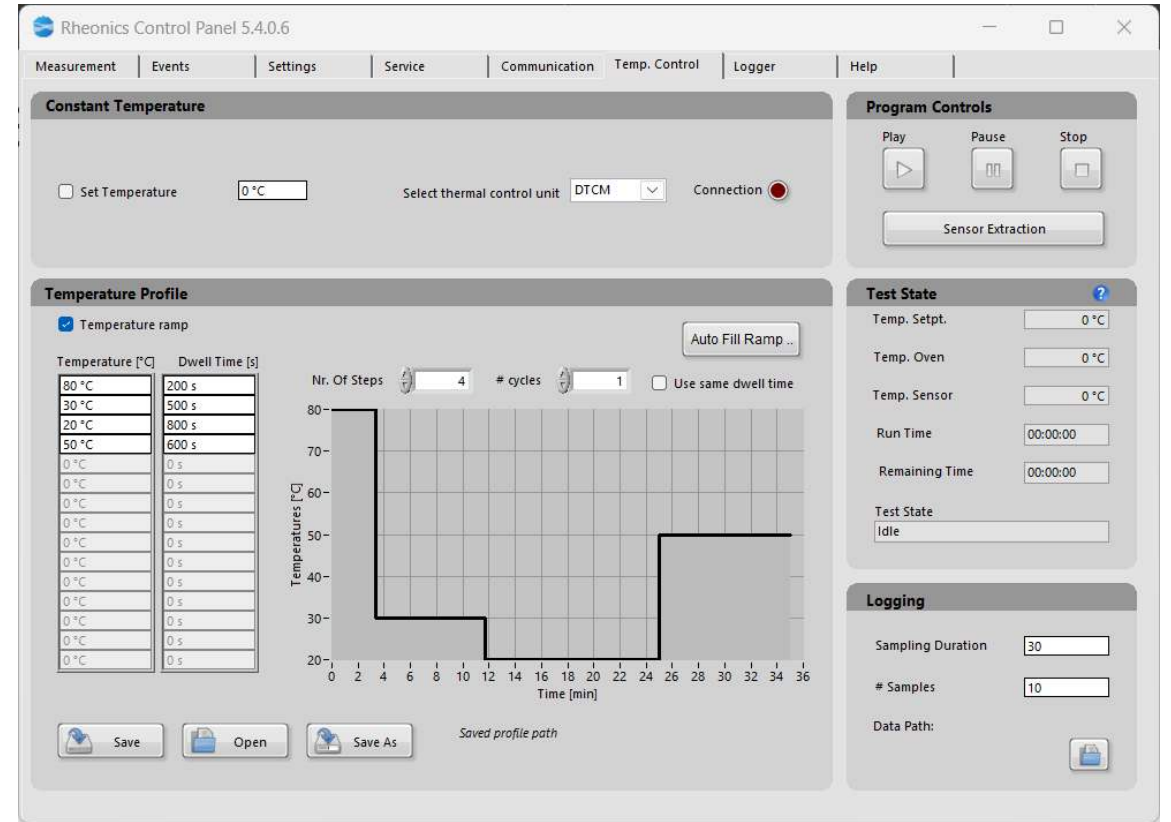 Rheonics Control Panel 5.4.0.6
Measurement Events Settings Service Communication Temp. Control Logger Help
Constant Temperature
Set Temperature 0 °C Select thermal control unit DTCM Connection
Program Controls
Play Pause Stop
Sensor Extraction
Temperature Profile
Temperature ramp
Auto Fill Ramp ..
Temperature [°C] Dwell Time [s]
Nr. Of Steps 4 # cycles 1 Use same dwell time
80 °C 200 s
30 °C 500 s
20 °C 800 s
50 °C 600 s
0 °C 0 s
0 °C 0 s
0 °C 0 s
0 °C 0 s
0 °C 0 s
0 °C 0 s
0 °C 0 s
0 °C 0 s
0 °C 0 s
0 °C 0 s
0 °C 0 s
Temperatures [°C]
80
70
60
50
40
30
20
0 2 4 6 8 10 12 14 16 18 20 22 24 26 28 30 32 34 36
Time [min]
Save Open Save As Saved profile path
Test State ?
Temp. Setpt. 0 °C
Temp. Oven 0 °C
Temp. Sensor 0 °C
Run Time 00:00:00
Remaining Time 00:00:00
Test State
Idle
Logging
Sampling Duration 30
# Samples 10
Data Path: